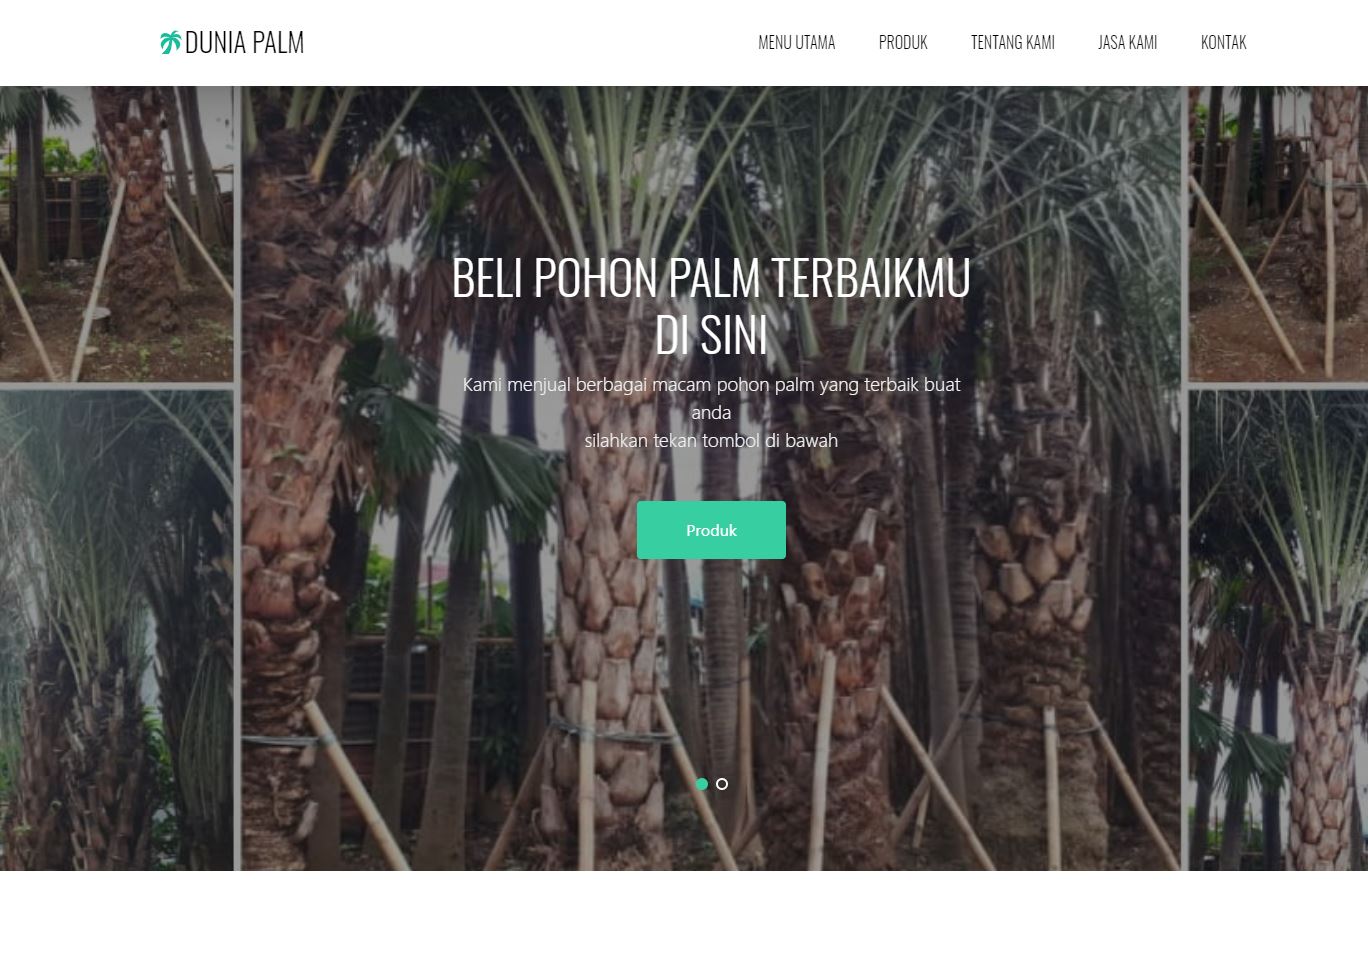 DUNIA PALM
MENU UTAMA
PRODUK
TENTANG KAMI
JASA KAMI
KONTAK
BELI POHON PALM TERBAIKMU
DI SINI
Kami menjual berbagai macam pohon palm yang terbaik buat
anda
silahkan tekan tombol di bawah
Produk